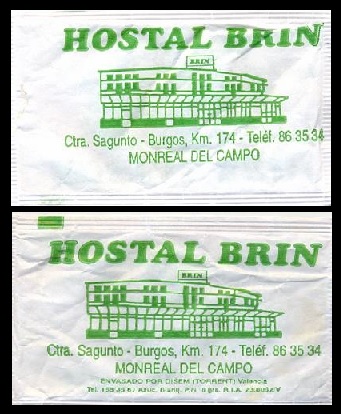 HOSTAL BRIN
BRIN
Ctra. Sagunto - Burgos, Km. 174 - Teléf. 86 35 34
MONREAL DEL CAMPO
HOSTAL BRIN
BRIN
Ctra. Sagunto - Burgos, Km. 174 - Teléf. 86 35 34
MONREAL DEL CAMPO
ENVASADO POR DISEM (TORRENT) Valencia